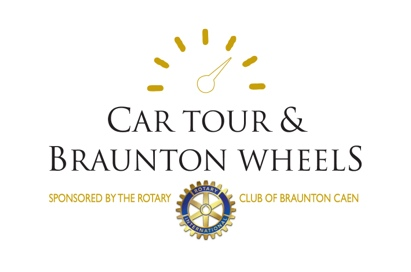 CAR TOUR &
BRAUNTON WHEELS
SPONSORED BY THE ROTARY CLUB OF BRAUNTON CAEN
ROTARY
INTERNATIONAL